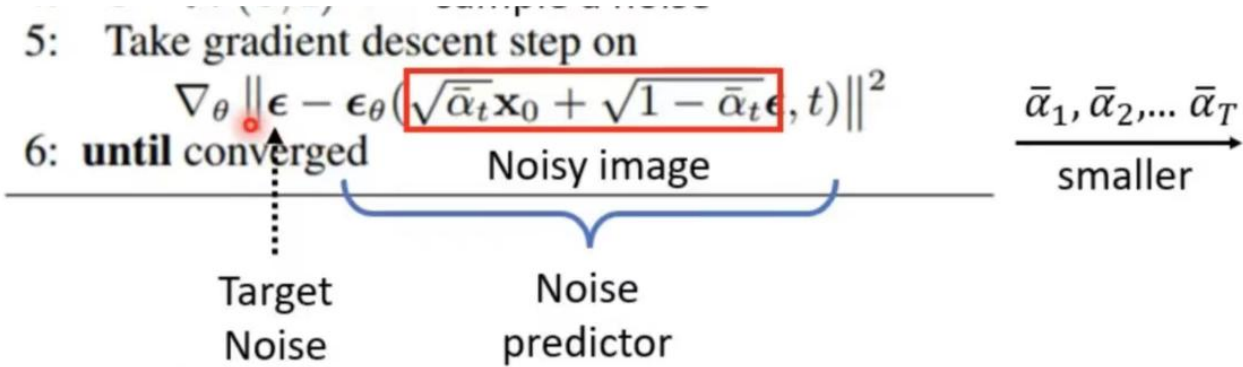 5: Take gradient descent step on
∇θ ‖ϵ − ϵθ(√ᾱₜx₀ + √1 − ᾱₜϵ, t)‖²
6: until converged
Noisy image
ᾱ₁, ᾱ₂,... ᾱT
smaller
Target
Noise
Noise
predictor